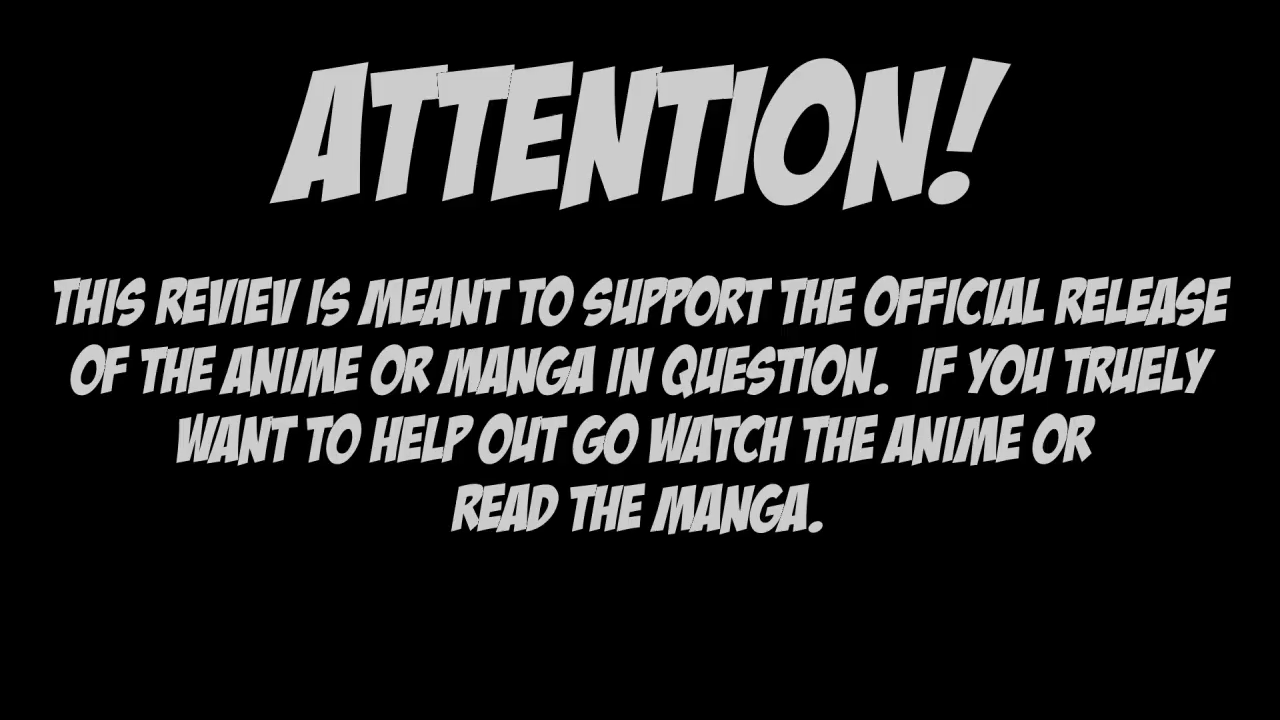 ATTENTION!
THIS REVIEV IS MEANT TO SUPPORT THE OFFICIAL RELEASE
OF THE ANIME OR MANGA IN QUESTION.  IF YOU TRUELY
WANT TO HELP OUT GO WATCH THE ANIME OR
READ THE MANGA.